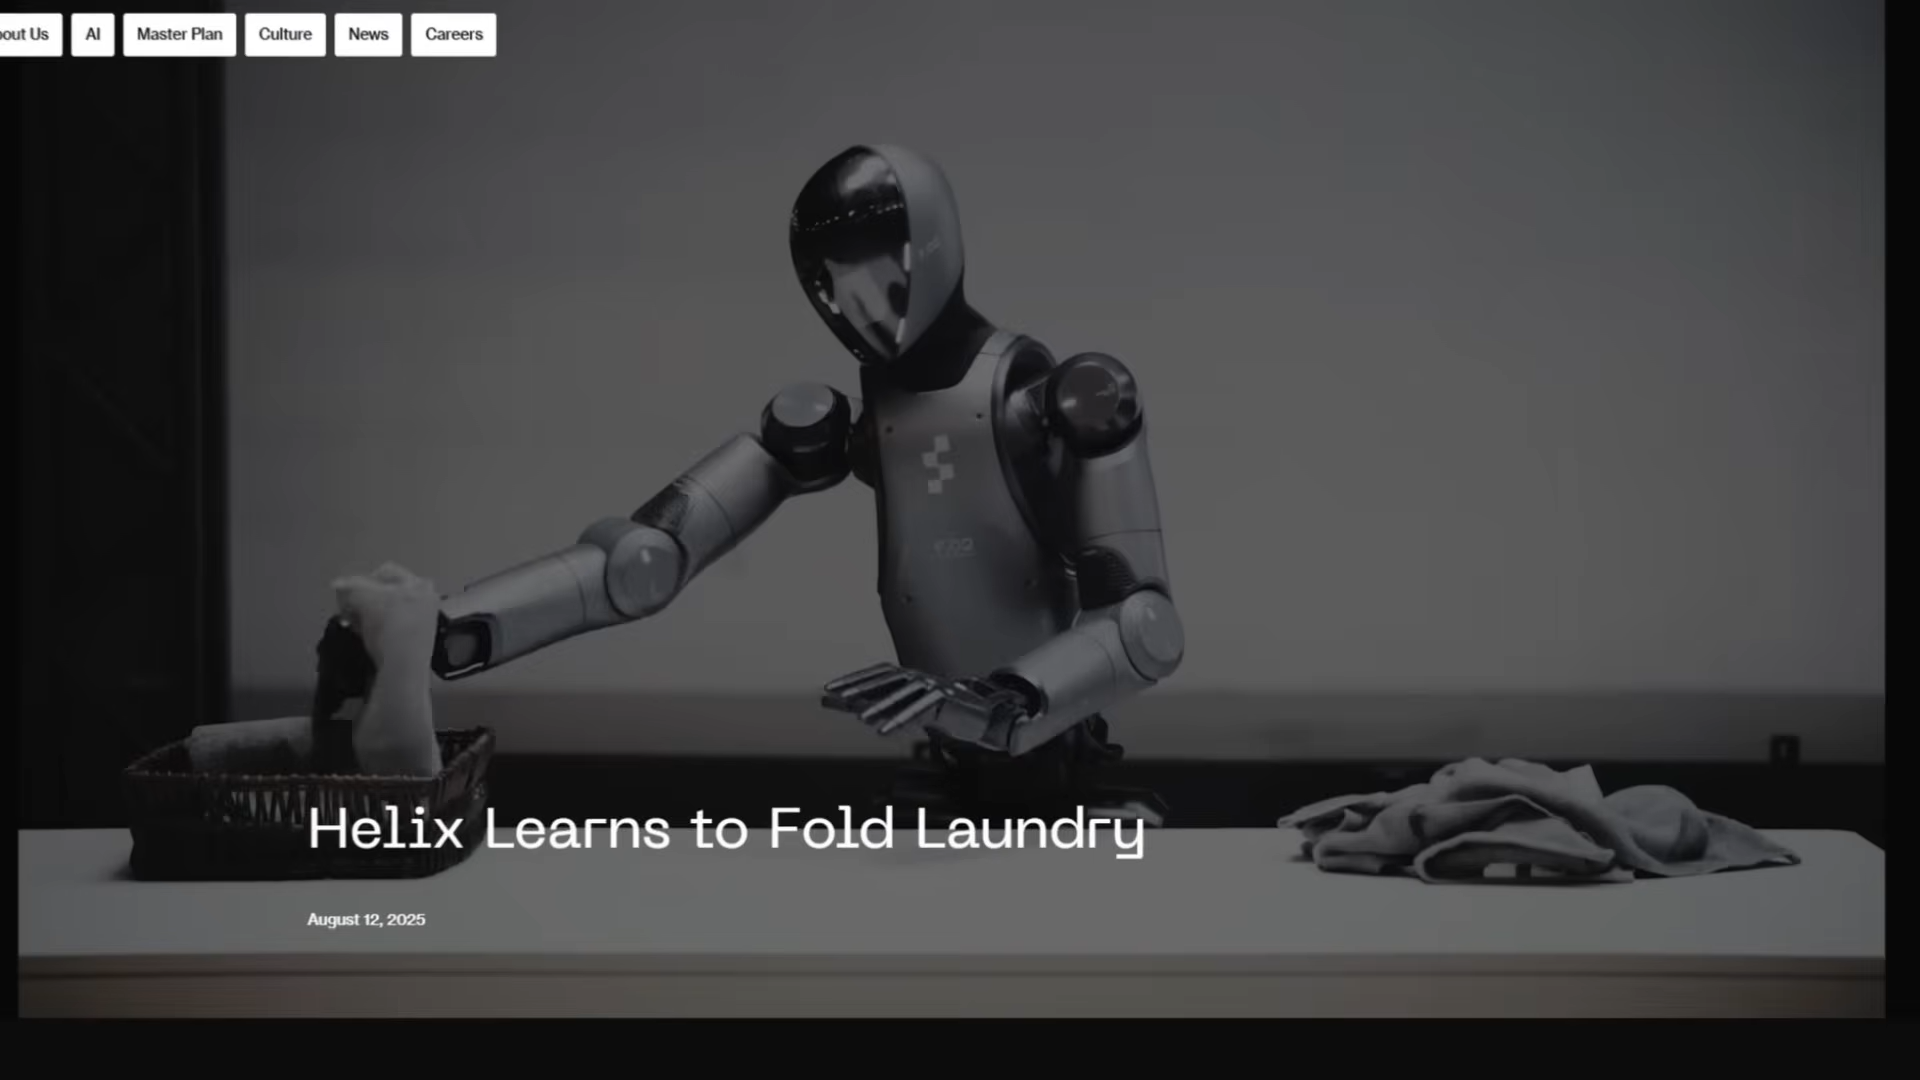 out Us
AI
Master Plan
Culture
News
Careers
Helix Learns to Fold Laundry
August 12, 2025